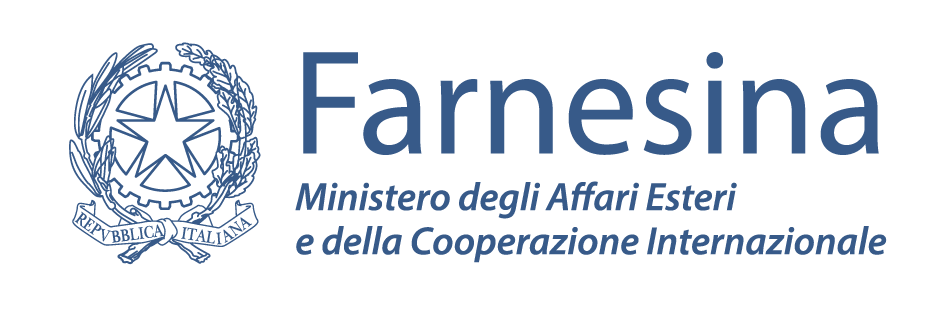 Farnesina
Ministero degli Affari Esteri
e della Cooperazione Internazionale
REPVBBLICA ITALIANA